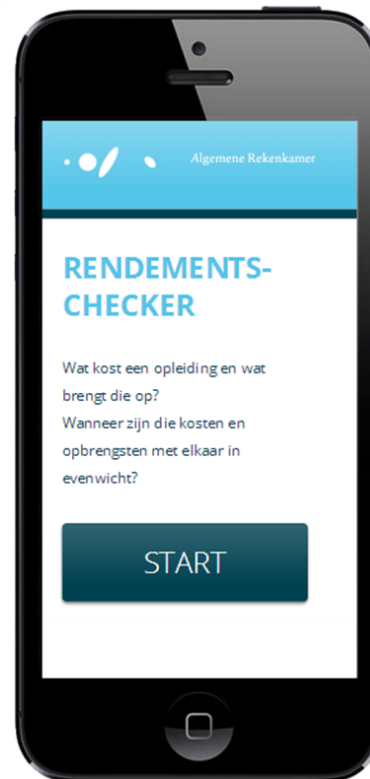 Algemene Rekenkamer
RENDEMENTS-
CHECKER
Wat kost een opleiding en wat
brengt die op?
Wanneer zijn die kosten en
opbrengsten met elkaar in
evenwicht?
START